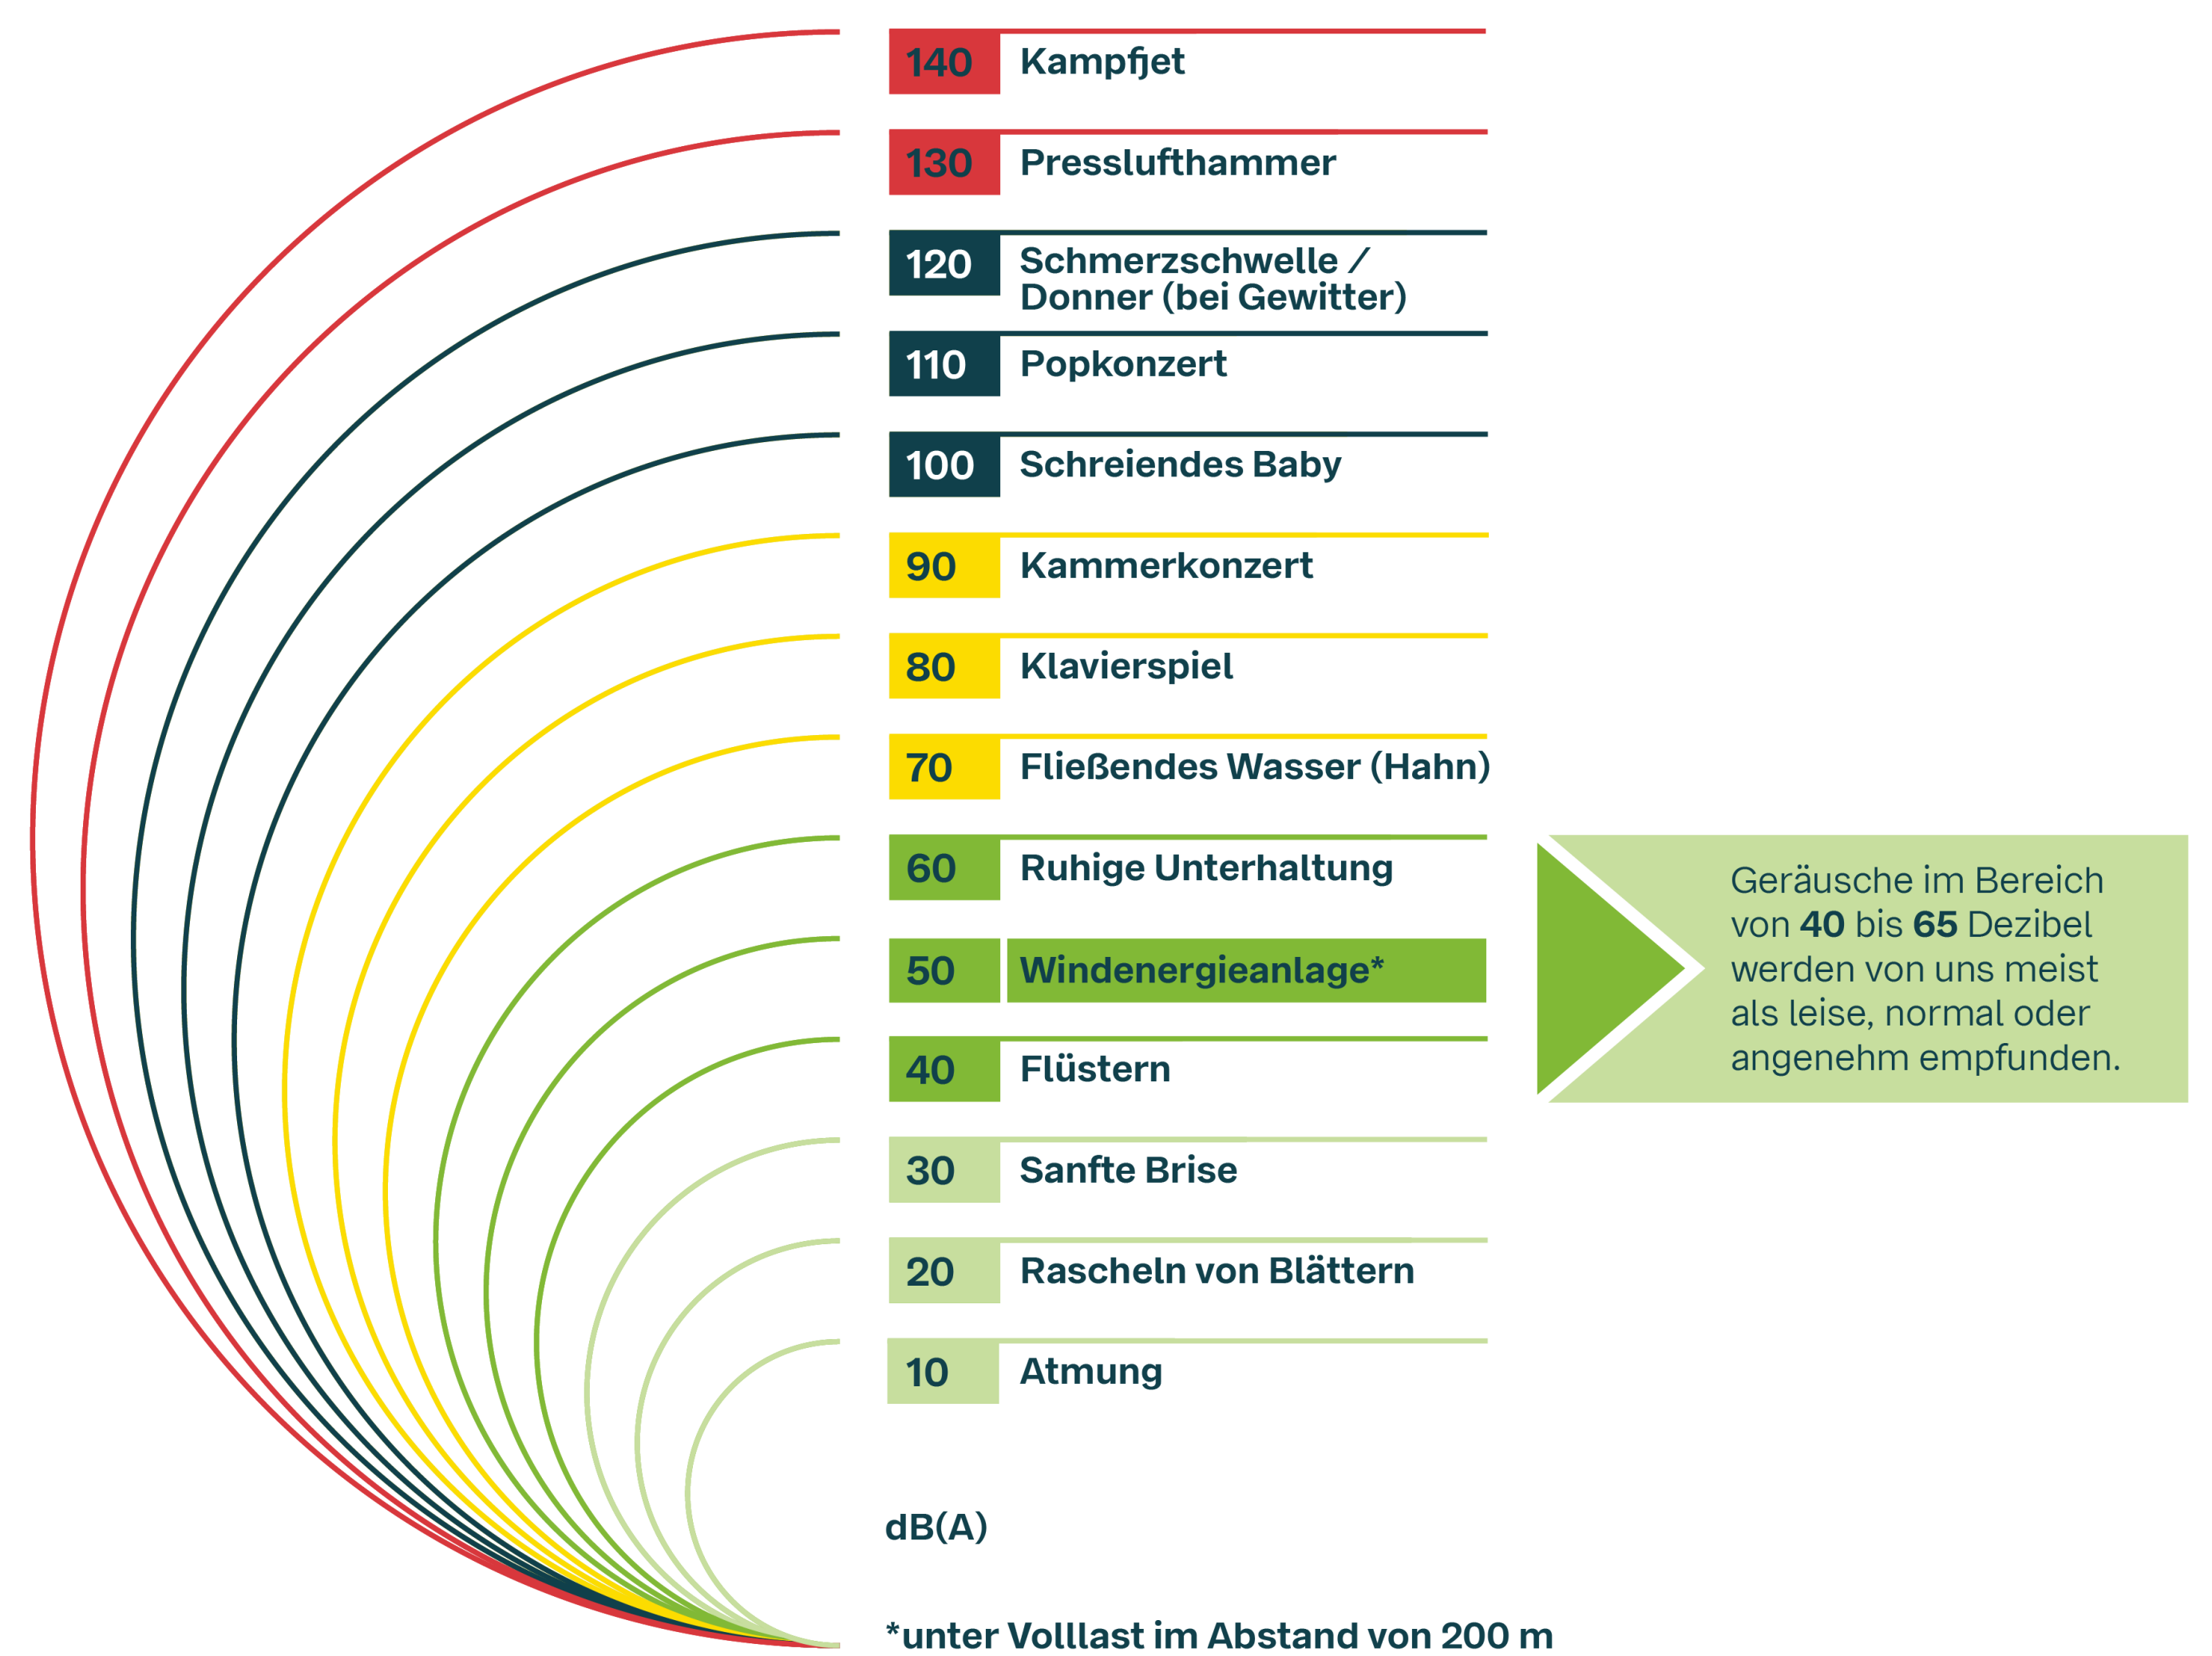 140 Kampfjet
130 Presslufthammer
120 Schmerzschwelle /
Donner (bei Gewitter)
110 Popkonzert
100 Schreiendes Baby
90 Kammerkonzert
80 Klavierspiel
70 Fließendes Wasser (Hahn)
60 Ruhige Unterhaltung
50 Windenergieanlage*
40 Flüstern
30 Sanfte Brise
20 Rascheln von Blättern
10 Atmung
Geräusche im Bereich
von 40 bis 65 Dezibel
werden von uns meist
als leise, normal oder
angenehm empfunden.
dB(A)
*unter Volllast im Abstand von 200 m